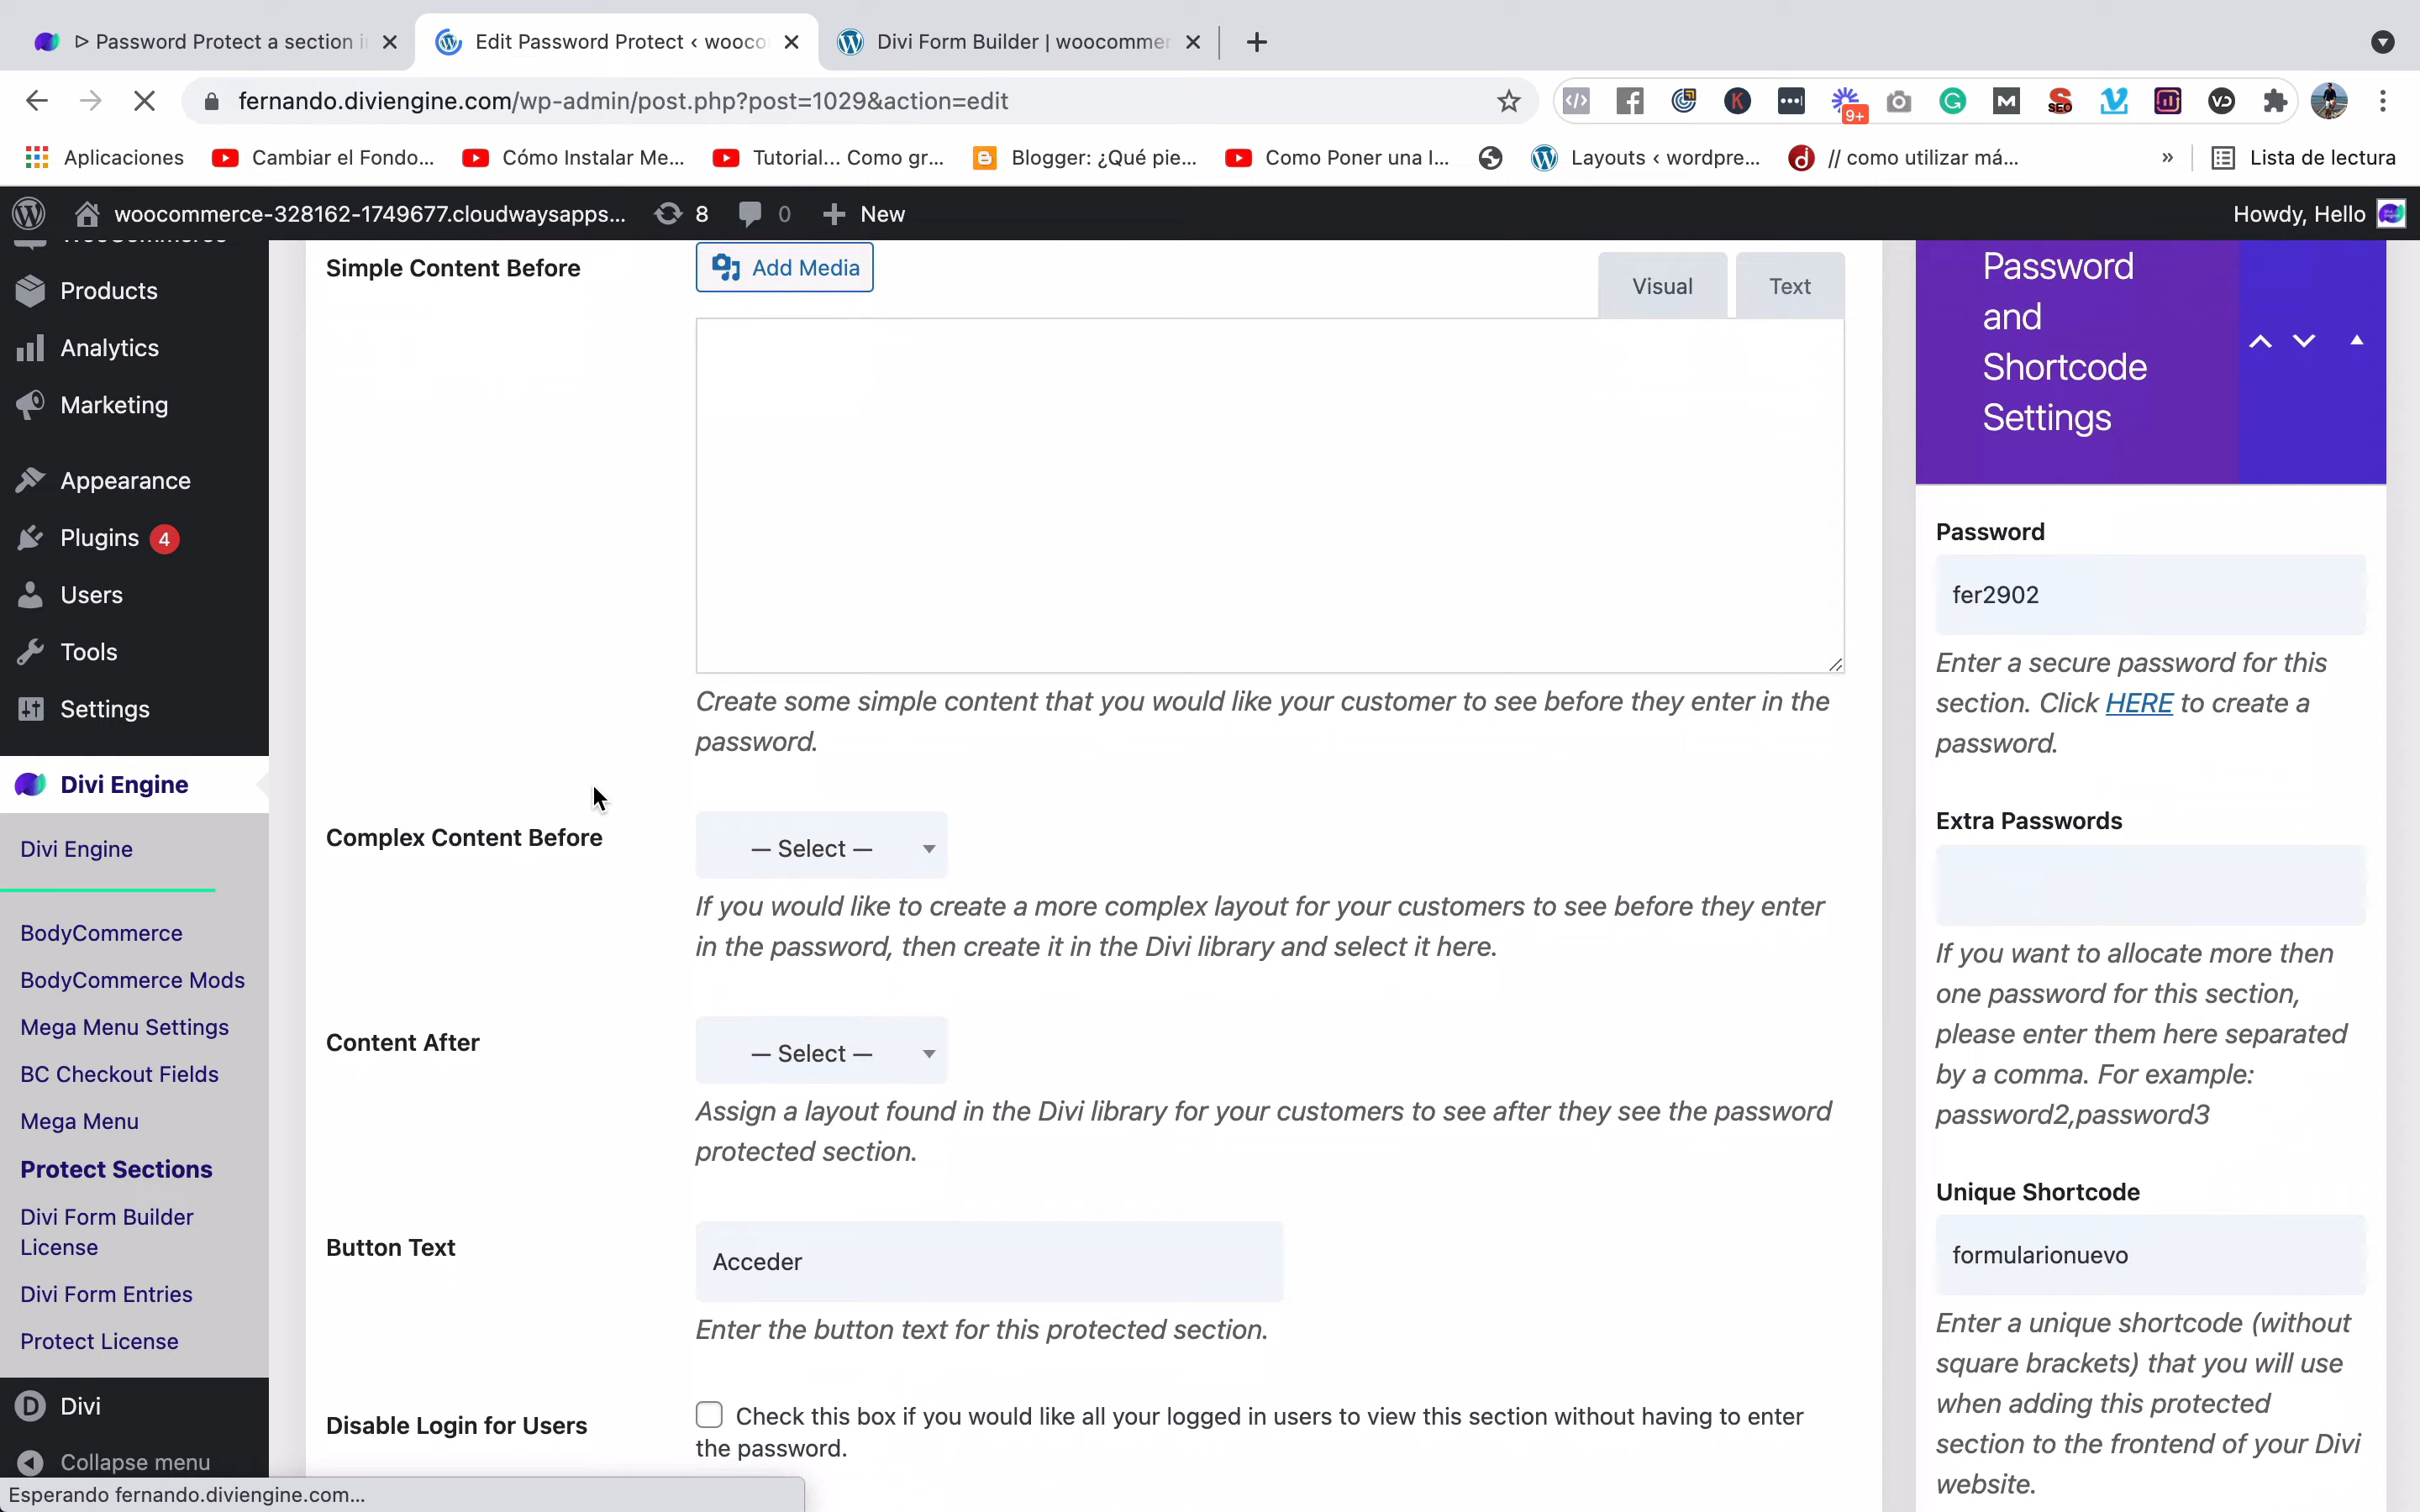 ▷ Password Protect a section i
Edit Password Protect ‹ wooco
Divi Form Builder | woocommer
fernando.diviengine.com/wp-admin/post.php?post=1029&action=edit
9+
SEO
Aplicaciones
Cambiar el Fondo...
Cómo Instalar Me...
Tutorial... Como gr...
Blogger: ¿Qué pie...
Como Poner una I...
Layouts ‹ wordpre...
// como utilizar má...
»
Lista de lectura
woocommerce-328162-1749677.cloudwaysapps...
8
0
New
Howdy, Hello
Products
Analytics
Marketing
Appearance
Plugins 4
Users
Tools
Settings
Divi Engine
Divi Engine
BodyCommerce
BodyCommerce Mods
Mega Menu Settings
BC Checkout Fields
Mega Menu
Protect Sections
Divi Form Builder
License
Divi Form Entries
Protect License
Divi
Collapse menu
Esperando fernando.diviengine.com...
Simple Content Before
Add Media
Visual
Text
Create some simple content that you would like your customer to see before they enter in the
password.
Complex Content Before
— Select —
If you would like to create a more complex layout for your customers to see before they enter
in the password, then create it in the Divi library and select it here.
Content After
— Select —
Assign a layout found in the Divi library for your customers to see after they see the password
protected section.
Button Text
Acceder
Enter the button text for this protected section.
Disable Login for Users
Check this box if you would like all your logged in users to view this section without having to enter
the password.
Password
and
Shortcode
Settings
Password
fer2902
Enter a secure password for this
section. Click HERE to create a
password.
Extra Passwords
If you want to allocate more then
one password for this section,
please enter them here separated
by a comma. For example:
password2,password3
Unique Shortcode
formularionuevo
Enter a unique shortcode (without
square brackets) that you will use
when adding this protected
section to the frontend of your Divi
website.